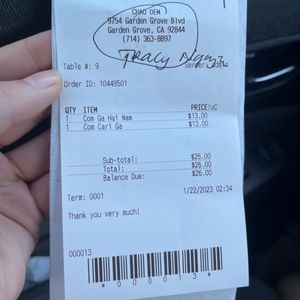 CHAO DEM
9754 Garden Grove Blvd
Garden Grove, CA 92844
(714) 363-8897
Traly
Table #: 9 Server:
Order ID: 10449501
QTY ITEM PRICE
1 Com Ga Hai Nam $13.00
1 Com Cari Ga $13.00
Sub-total: $26.00
Total: $26.00
Balance Due: $26.00
Term: 0001 1/22/2023 02:34
Thank you very much!
000013
*000013*